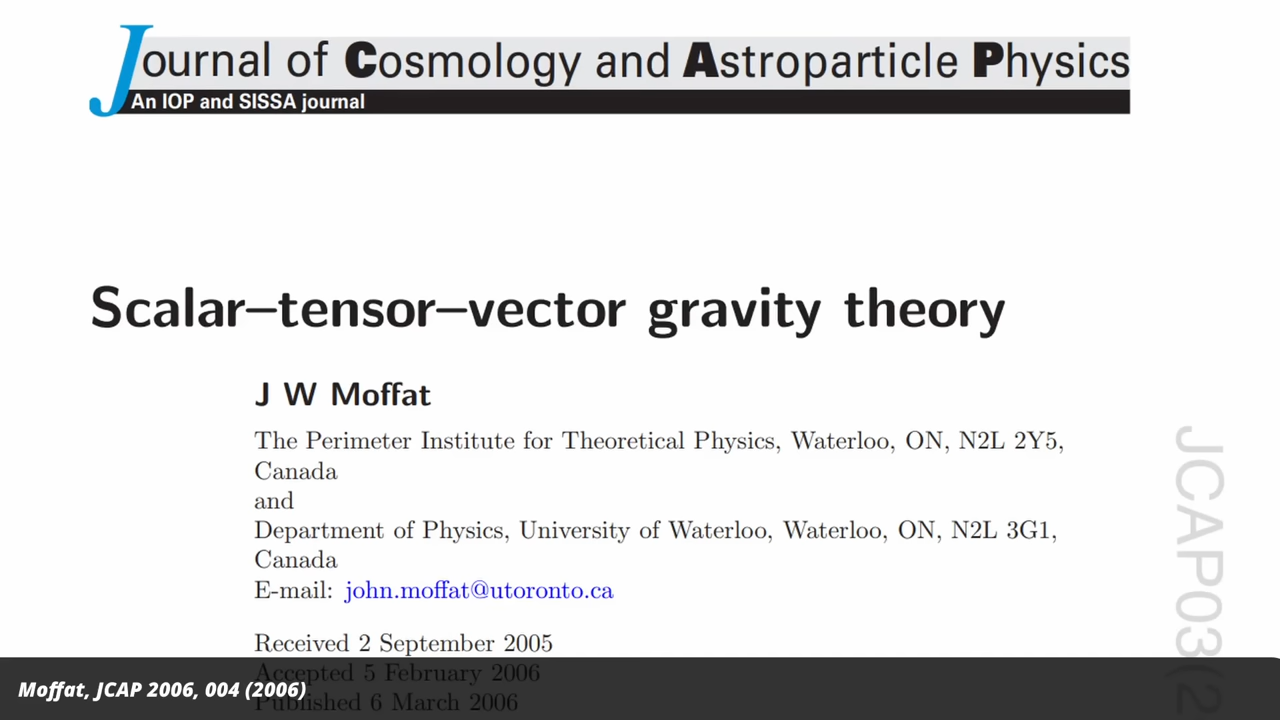 Journal of Cosmology and Astroparticle Physics
An IOP and SISSA journal
Scalar–tensor–vector gravity theory
J W Moffat
The Perimeter Institute for Theoretical Physics, Waterloo, ON, N2L 2Y5,
Canada
and
Department of Physics, University of Waterloo, Waterloo, ON, N2L 3G1,
Canada
E-mail: john.moffat@utoronto.ca
Received 2 September 2005
Accepted 5 February 2006
Published 6 March 2006
JCAP03(2
Moffat, JCAP 2006, 004 (2006)